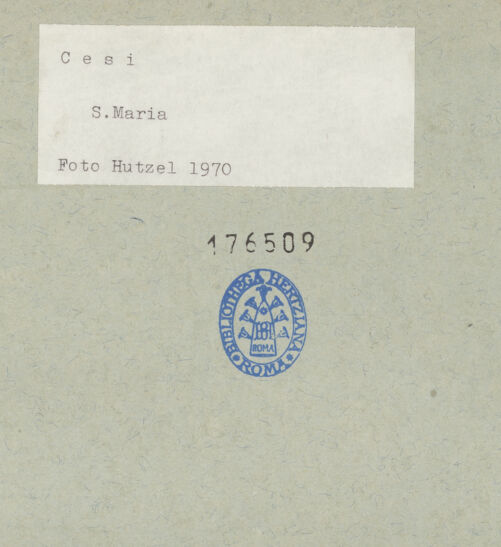 C e s i
S.Maria
Foto Hutzel 1970
176509
BIBLIOTHECA HERTZIANA
ROMA
ROMA